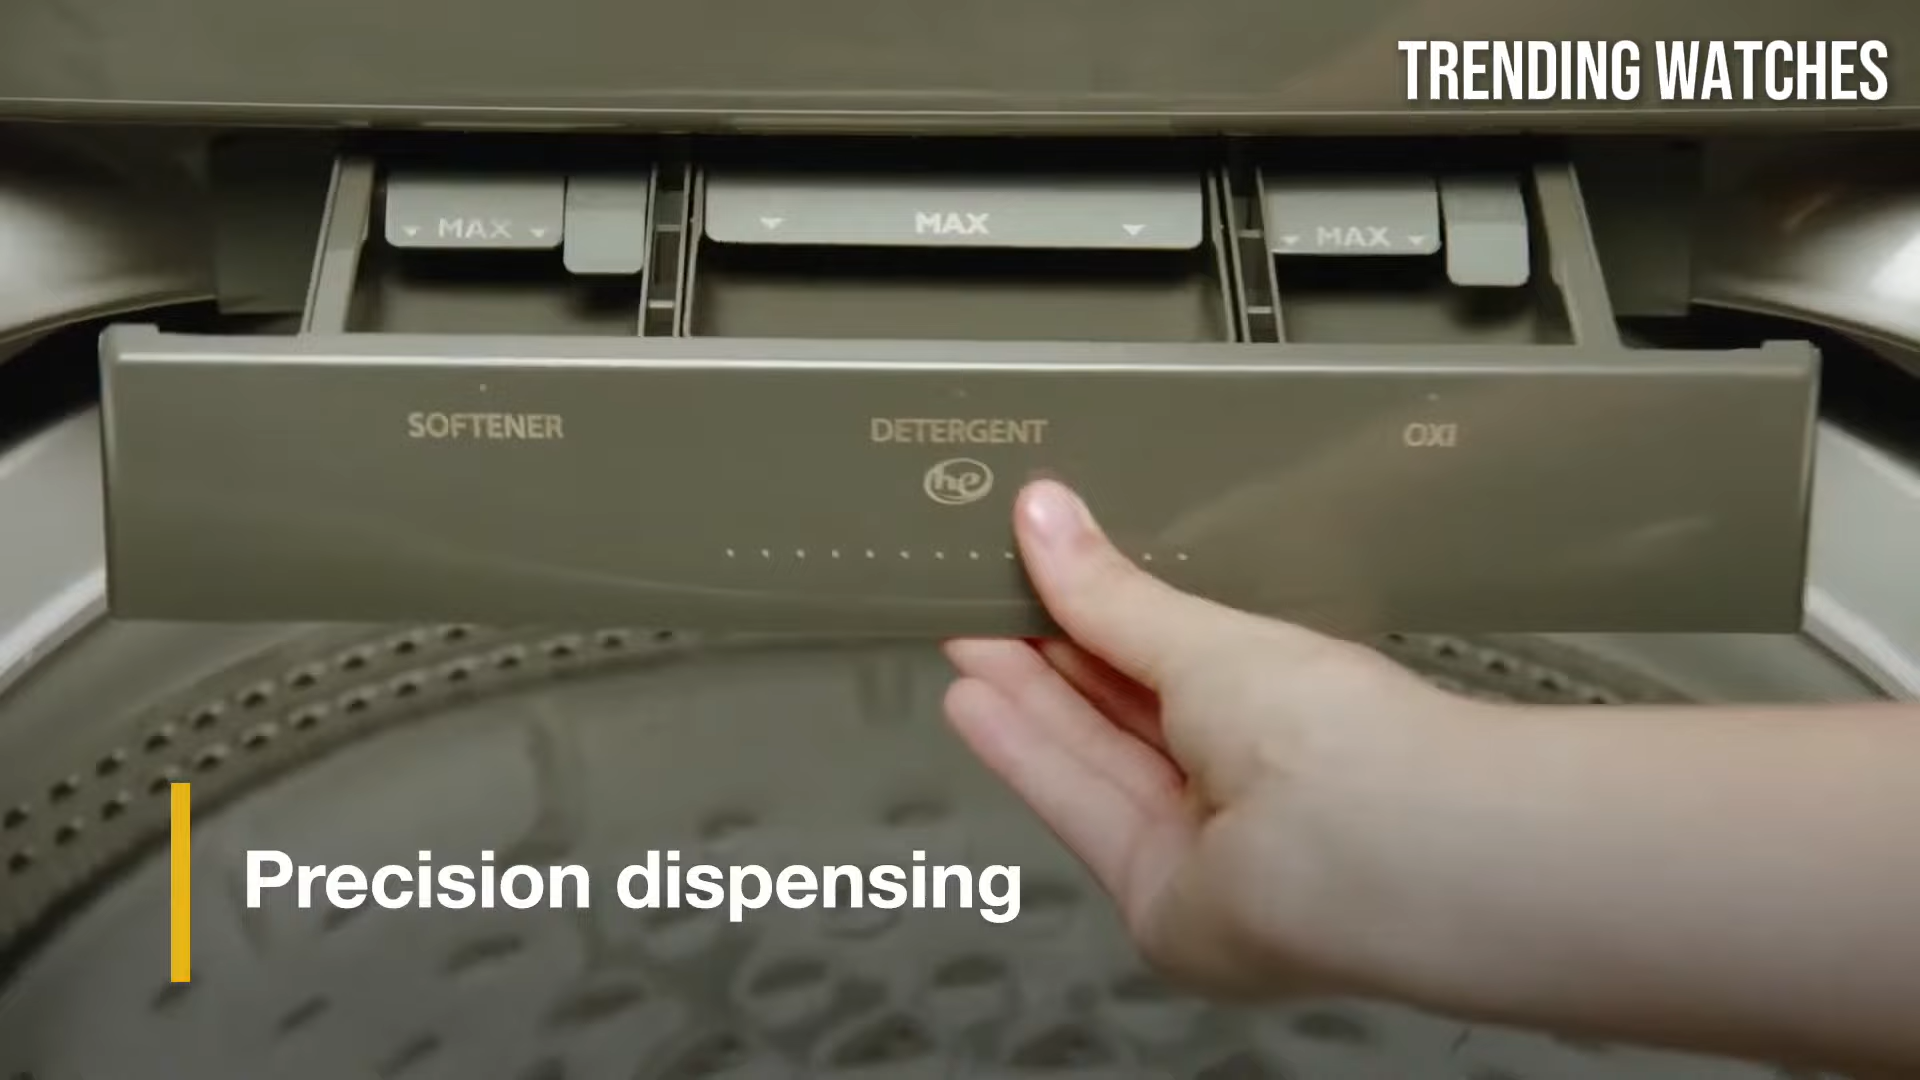 TRENDING WATCHES
MAX
MAX
MAX
SOFTENER
DETERGENT
OXI
he
Precision dispensing